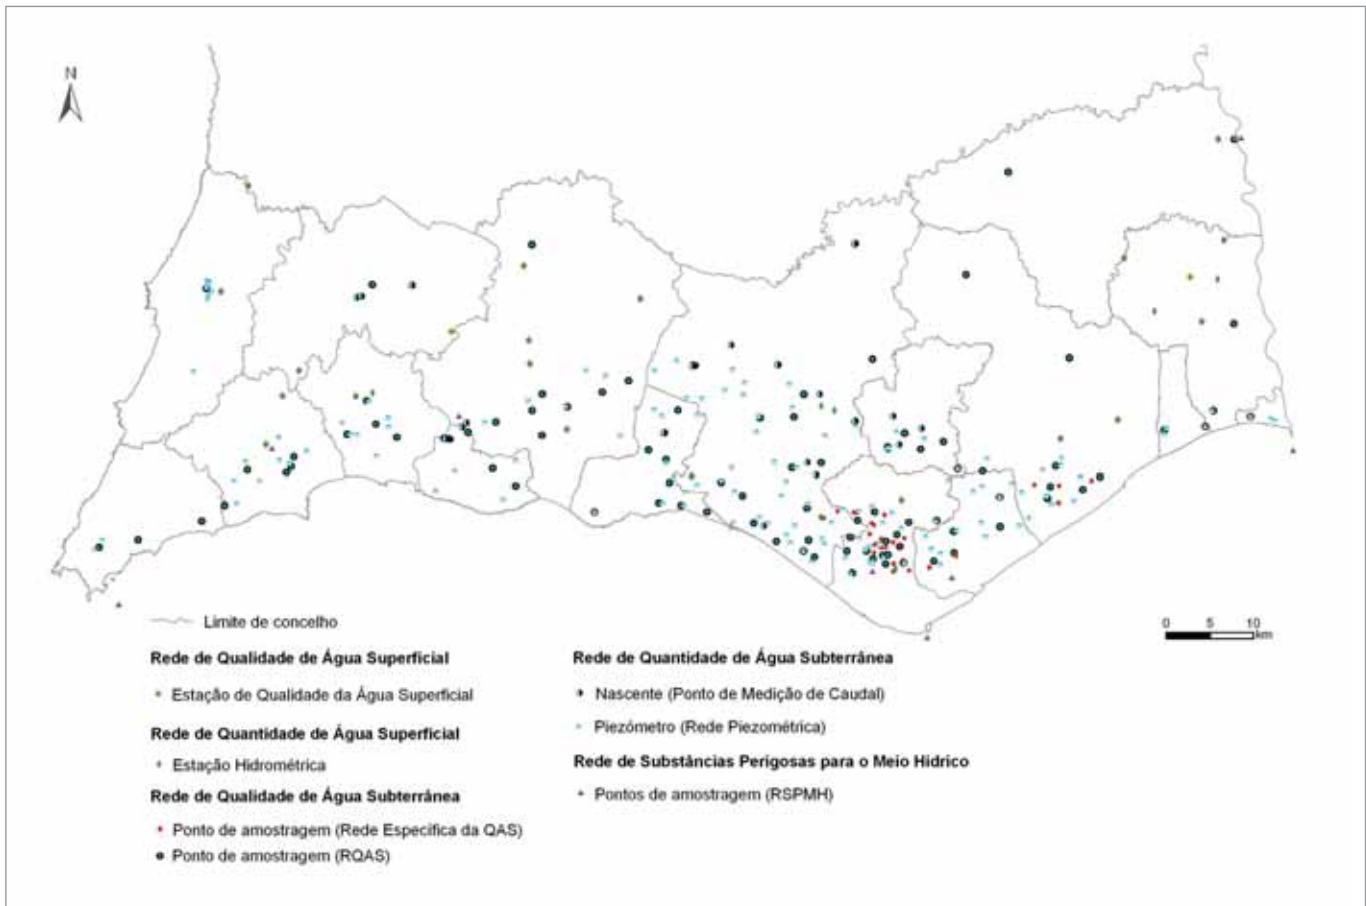 N
0 5 10
km
Limite de concelho
Rede de Qualidade de Água Superficial
Estação de Qualidade da Água Superficial
Rede de Quantidade de Água Superficial
Estação Hidrométrica
Rede de Qualidade de Água Subterrânea
Ponto de amostragem (Rede Específica da QAS)
Ponto de amostragem (RQAS)
Rede de Quantidade de Água Subterrânea
Nascente (Ponto de Medição de Caudal)
Piezómetro (Rede Piezométrica)
Rede de Substâncias Perigosas para o Meio Hídrico
Pontos de amostragem (RSPMH)